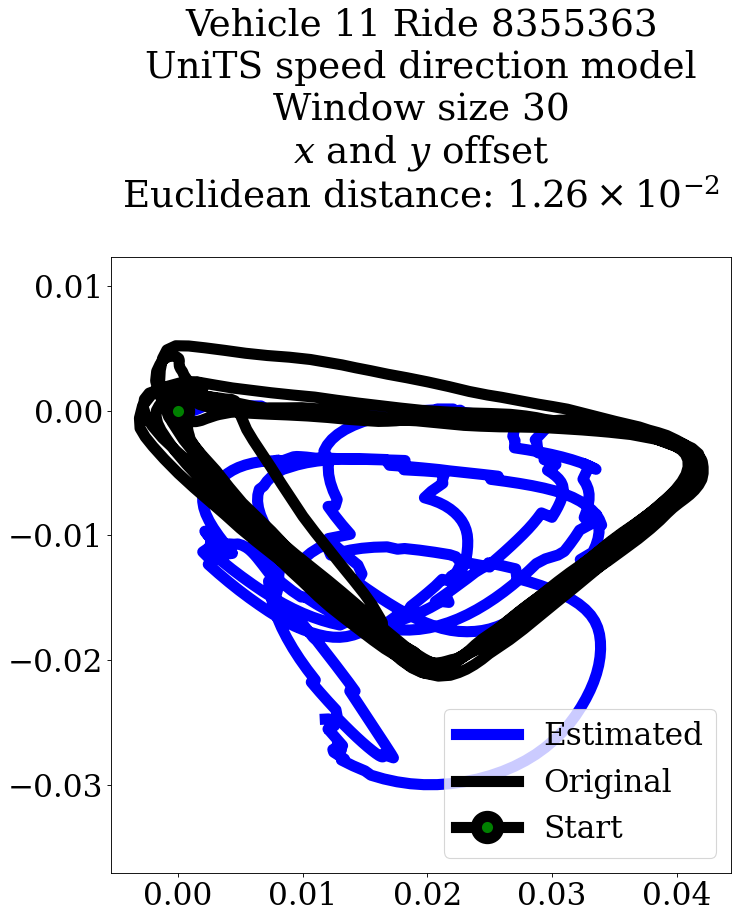 Vehicle 11 Ride 8355363
UniTS speed direction model
Window size 30
x and y offset
Euclidean distance: 1.26 × 10⁻²
0.01
0.00
−0.01
−0.02
−0.03
Estimated
Original
Start
0.00 0.01 0.02 0.03 0.04